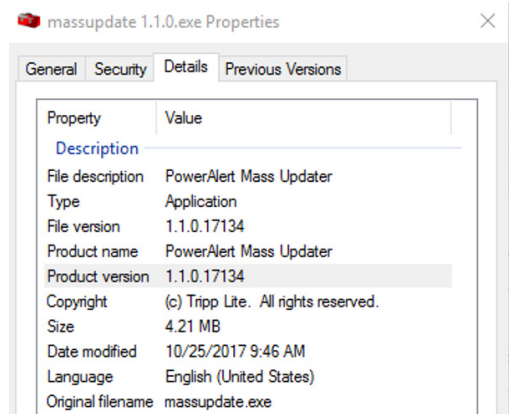 massupdate 1.1.0.exe Properties
General Security Details Previous Versions
Property Value
Description
File description PowerAlert Mass Updater
Type Application
File version 1.1.0.17134
Product name PowerAlert Mass Updater
Product version 1.1.0.17134
Copyright (c) Tripp Lite. All rights reserved.
Size 4.21 MB
Date modified 10/25/2017 9:46 AM
Language English (United States)
Original filename massupdate.exe